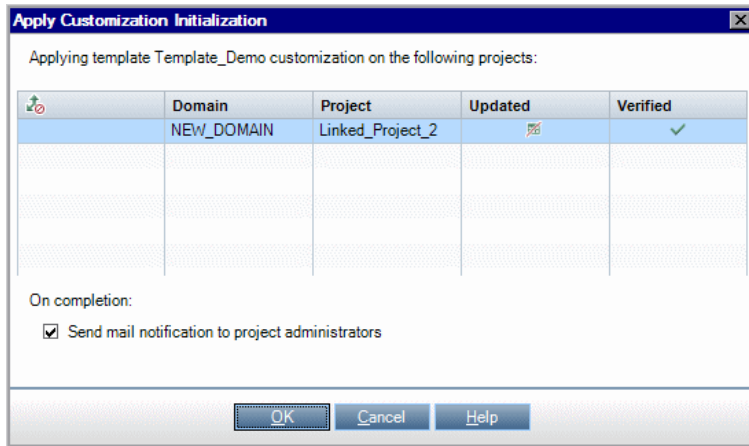 Apply Customization Initialization
Applying template Template_Demo customization on the following projects:
Domain Project Updated Verified
NEW_DOMAIN Linked_Project_2
On completion:
Send mail notification to project administrators
OK Cancel Help